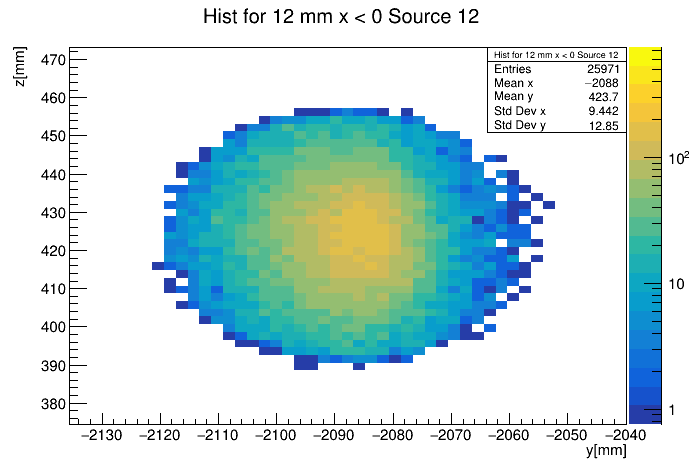 Hist for 12 mm x < 0 Source 12
z[mm]
Hist for 12 mm x < 0 Source 12
Entries 25971
Mean x −2088
Mean y 423.7
Std Dev x 9.442
Std Dev y 12.85
470
460
450
440
430
420
410
400
390
380
10²
10
1
−2130 −2120 −2110 −2100 −2090 −2080 −2070 −2060 −2050 −2040
y[mm]